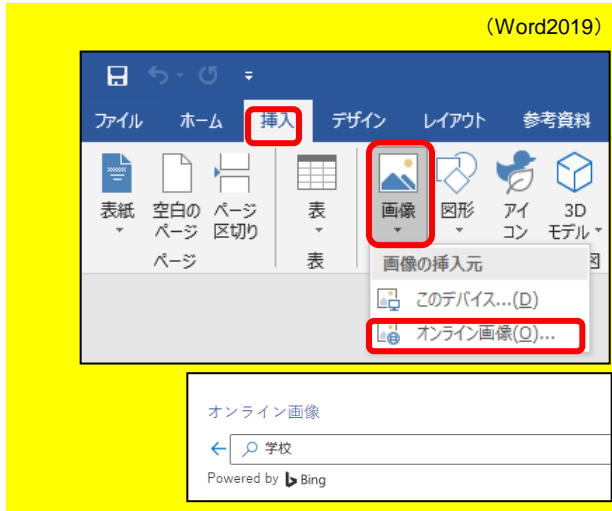 （Word2019）
ファイル ホーム 挿入 デザイン レイアウト 参考資料
表紙 空白の ページ 表 画像 図形 アイ 3D
ページ 区切り コン モデル
ページ 表 図
画像の挿入元
このデバイス...(D)
オンライン画像(O)...
オンライン画像
学校
Powered by Bing